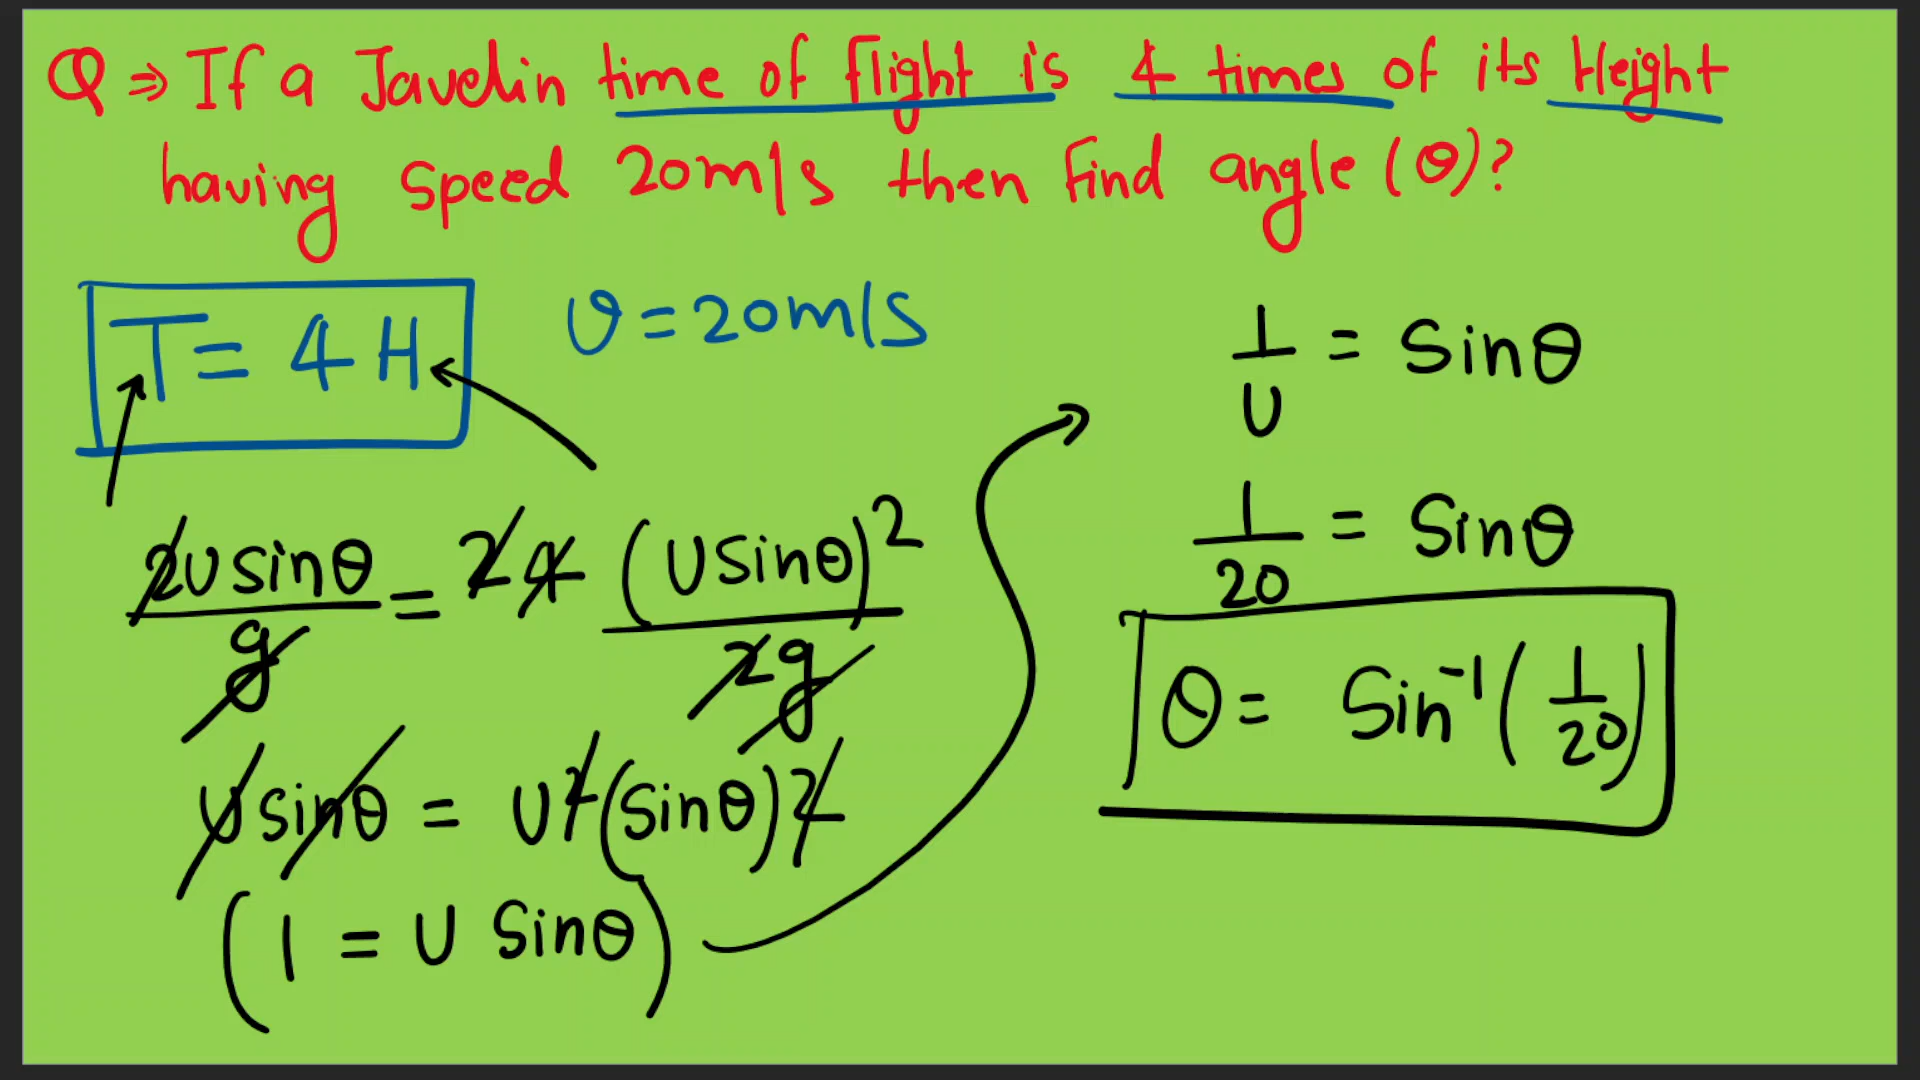 Q ⇒ If a Javelin time of flight is 4 times of its Height
having speed 20m/s then find angle (θ)?
T = 4H
v = 20m/s
2usinθ/g = 2 4 (usinθ)²/2g
usinθ = u²(sinθ)²
(1 = u sinθ)
1/u = sinθ
1/20 = sinθ
θ = Sin⁻¹(1/20)